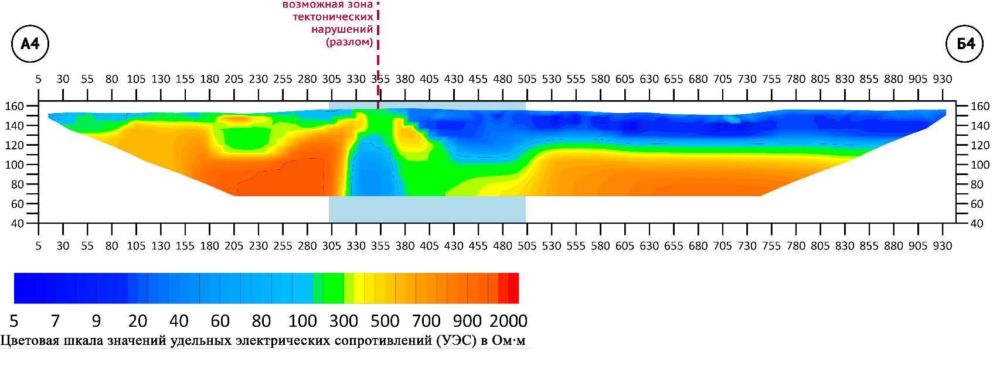 возможная зона
тектонических
нарушений
(разлом)
А4
Б4
5 30 55 80 105 130 155 180 205 230 255 280 305 330 355 380 405 430 455 480 505 530 555 580 605 630 655 680 705 730 755 780 805 830 855 880 905 930
160 160
140 140
120 120
100 100
80 80
60 60
40 40
5 30 55 80 105 130 155 180 205 230 255 280 305 330 355 380 405 430 455 480 505 530 555 580 605 630 655 680 705 730 755 780 805 830 855 880 905 930
5 7 9 20 40 60 80 100 300 500 700 900 2000
Цветовая шкала значений удельных электрических сопротивлений (УЭС) в Ом·м